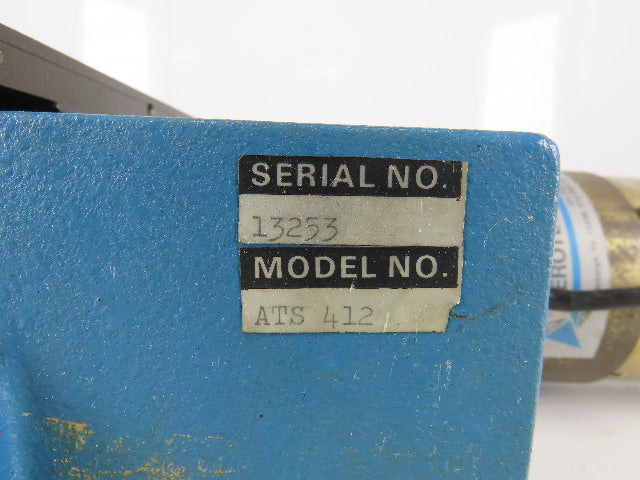 SERIAL NO.
13253
MODEL NO.
ATS 412